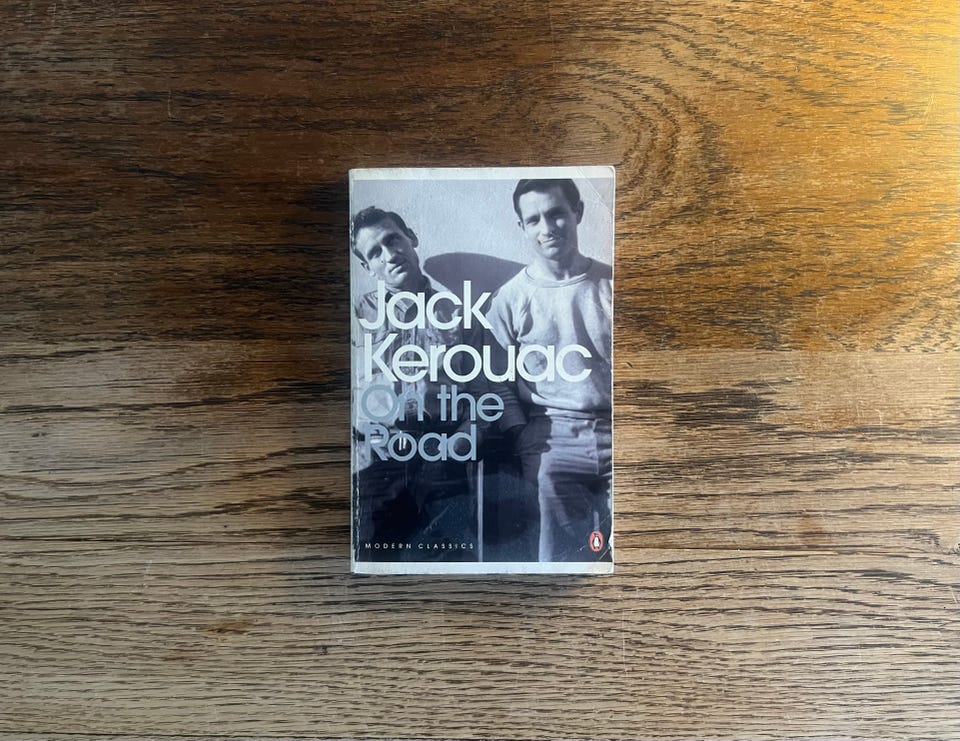 Jack
Kerouac
On the
Road
MODERN CLASSICS